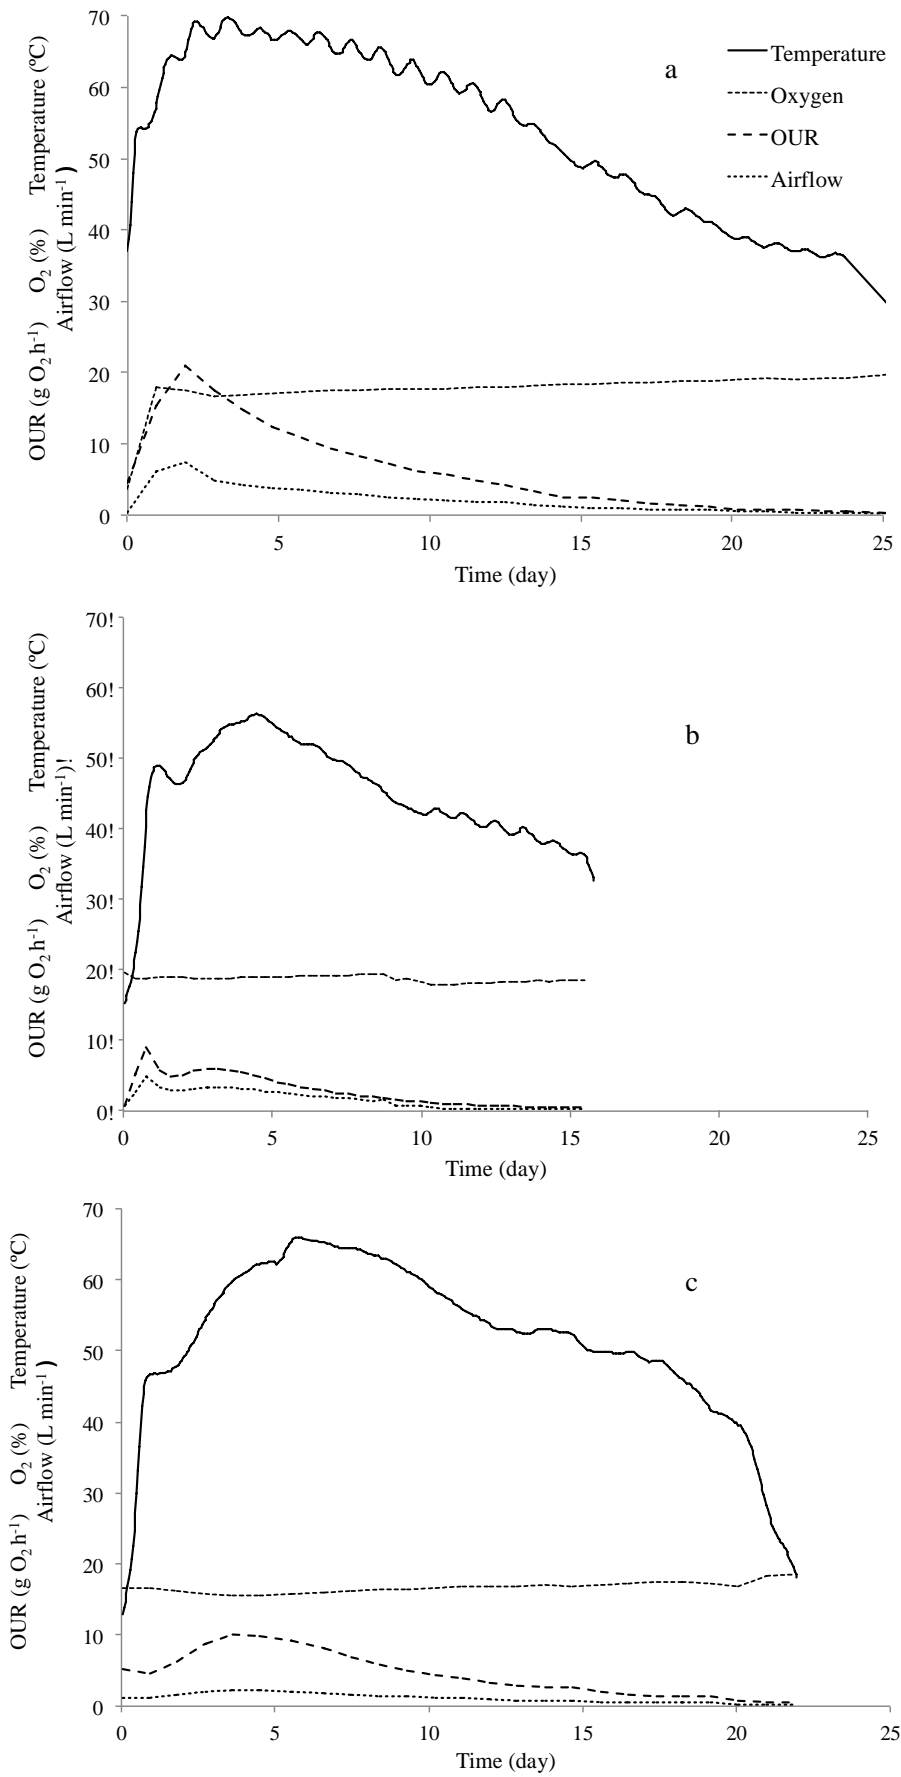 70
60
50
40
30
20
10
0
OUR (g O2 h-1) O2 (%) Temperature (ºC)
Airflow (L min-1 )
a
Temperature
Oxygen
OUR
Airflow
0 5 10 15 20 25
Time (day)
70!
60!
50!
40!
30!
20!
10!
0!
OUR (g O2 h-1) O2 (%) Temperature (ºC)
Airflow (L min-1)!
b
0 5 10 15 20 25
Time (day)
70
60
50
40
30
20
10
0
OUR (g O2 h-1) O2 (%) Temperature (ºC)
Airflow (L min-1 )
c
0 5 10 15 20 25
Time (day)